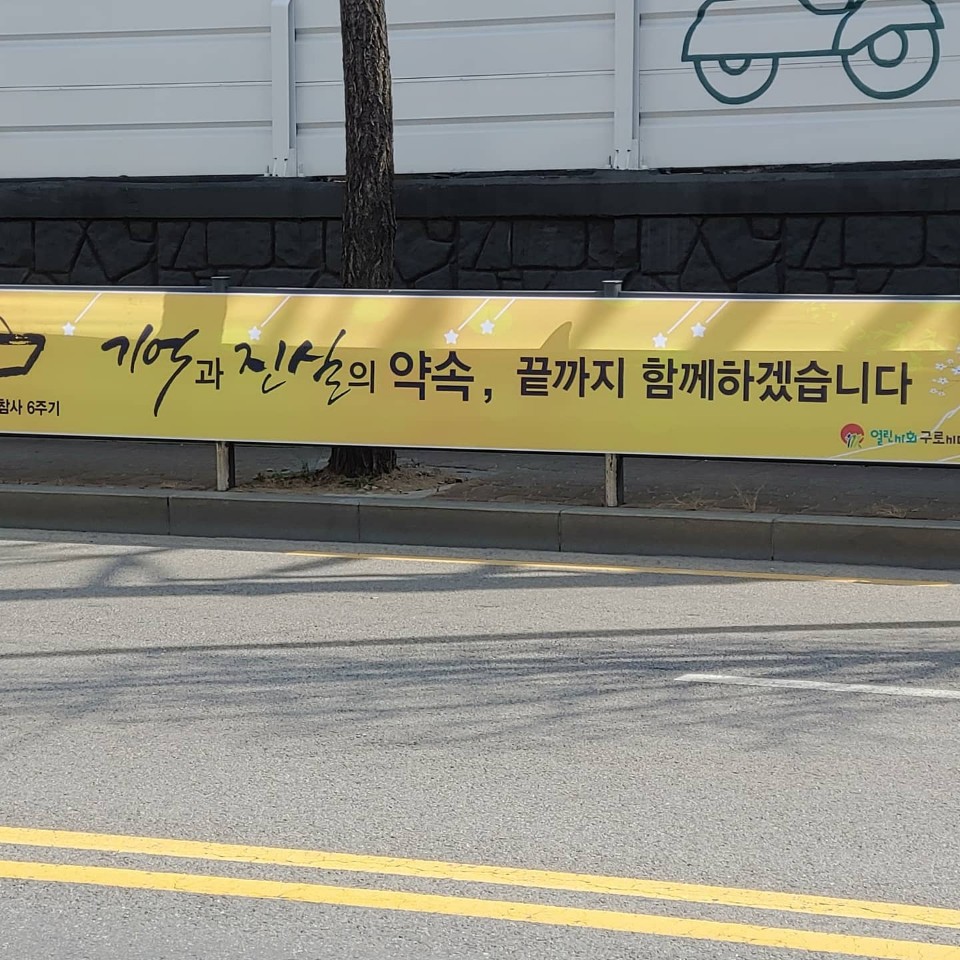 기억과 진실의 약속, 끝까지 함께하겠습니다
참사 6주기
열린사회구로시